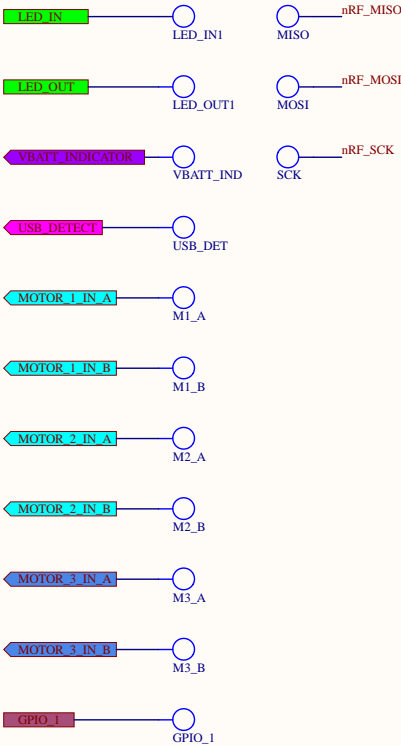 LED_IN
LED_IN1
MISO
nRF_MISO
LED_OUT
LED_OUT1
MOSI
nRF_MOSI
VBATT_INDICATOR
VBATT_IND
SCK
nRF_SCK
USB_DETECT
USB_DET
MOTOR_1_IN_A
M1_A
MOTOR_1_IN_B
M1_B
MOTOR_2_IN_A
M2_A
MOTOR_2_IN_B
M2_B
MOTOR_3_IN_A
M3_A
MOTOR_3_IN_B
M3_B
GPIO_1
GPIO_1